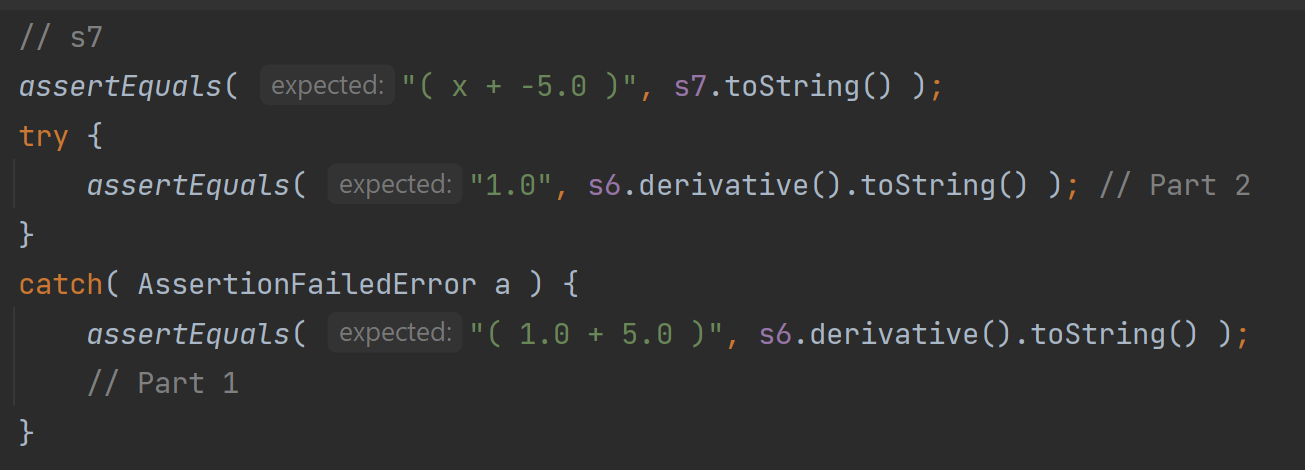 // s7
assertEquals( expected: "( x + -5.0 )", s7.toString() );
try {
assertEquals( expected: "1.0", s6.derivative().toString() ); // Part 2
}
catch( AssertionFailedError a ) {
assertEquals( expected: "( 1.0 + 5.0 )", s6.derivative().toString() );
// Part 1
}